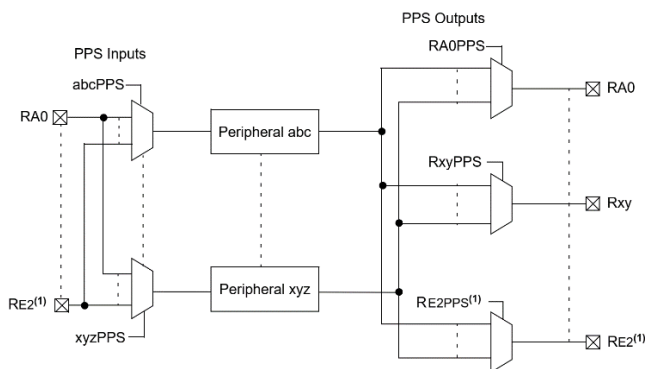 PPS Outputs
PPS Inputs
RA0PPS
abcPPS
RA0
RA0
Peripheral abc
RxyPPS
Rxy
Peripheral xyz
RE2(1)
RE2PPS(1)
xyzPPS
RE2(1)